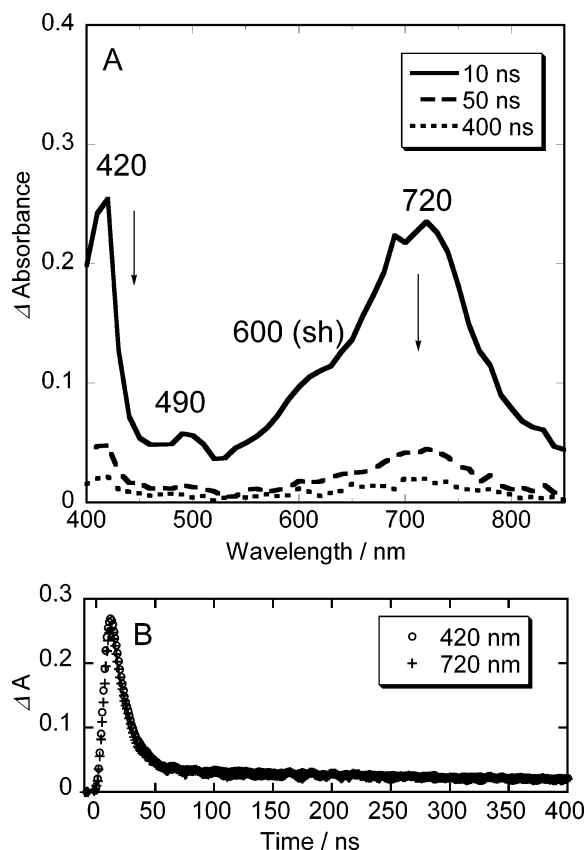 A
10 ns
50 ns
400 ns
420
720
600 (sh)
490
Δ Absorbance
0.4
0.3
0.2
0.1
0
400 500 600 700 800
Wavelength / nm
B
420 nm
720 nm
Δ A
0.3
0.2
0.1
0
0 50 100 150 200 250 300 350 400
Time / ns